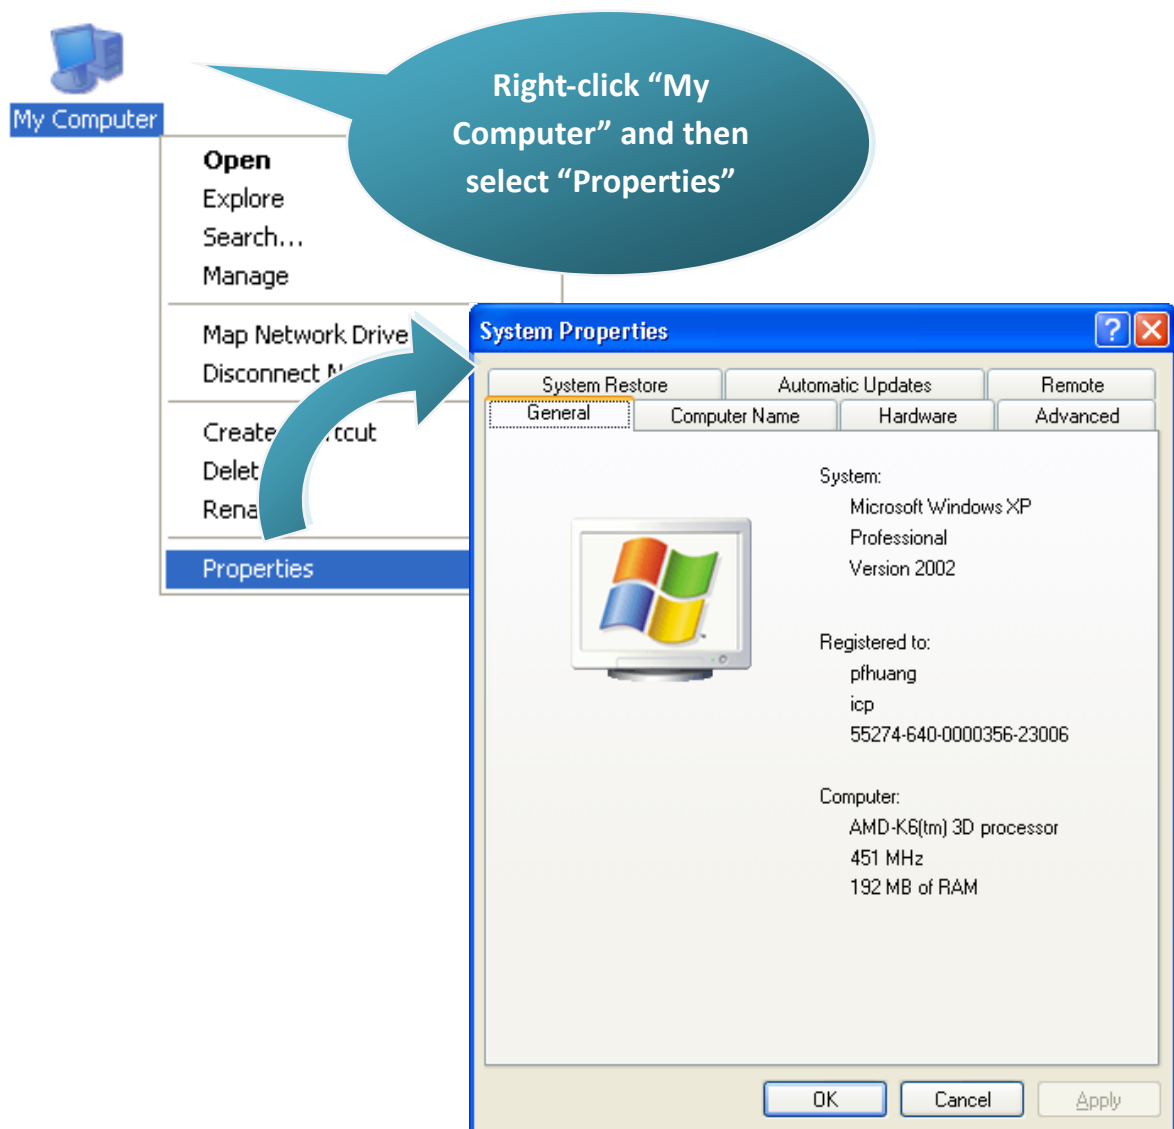 My Computer
Right-click “My
Computer” and then
select “Properties”
Open
Explore
Search...
Manage
Map Network Drive
Disconnect
Create
Properties
System Properties
System Restore Automatic Updates Remote
General Computer Name Hardware Advanced
System:
Microsoft Windows XP
Professional
Version 2002
Registered to:
pfhuang
icp
55274-640-0000356-23006
Computer:
AMD-K6(tm) 3D processor
451 MHz
192 MB of RAM
OK Cancel Apply